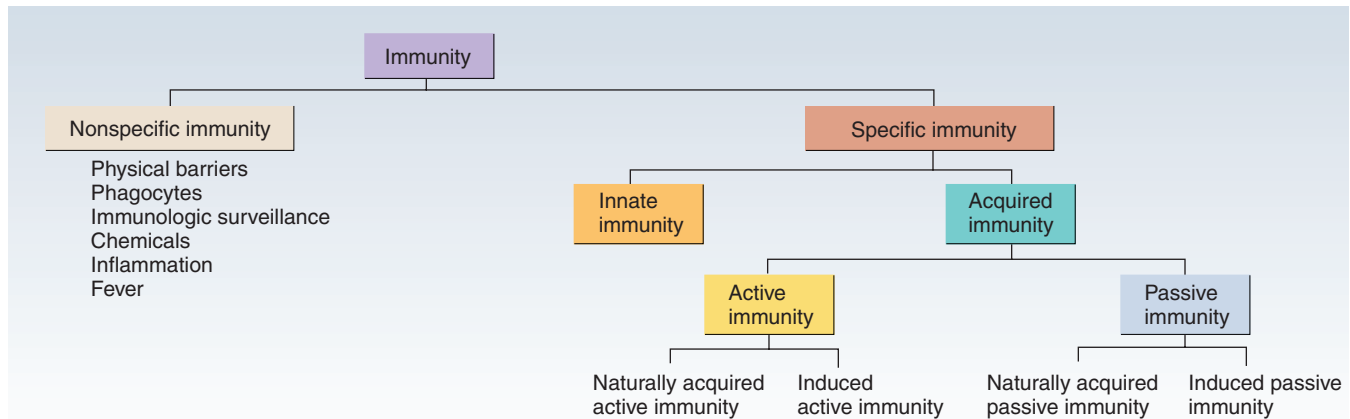 Immunity
Nonspecific immunity
Physical barriers
Phagocytes
Immunologic surveillance
Chemicals
Inflammation
Fever
Specific immunity
Innate
immunity
Acquired
immunity
Active
immunity
Passive
immunity
Naturally acquired
active immunity
Induced
active immunity
Naturally acquired
passive immunity
Induced passive
immunity